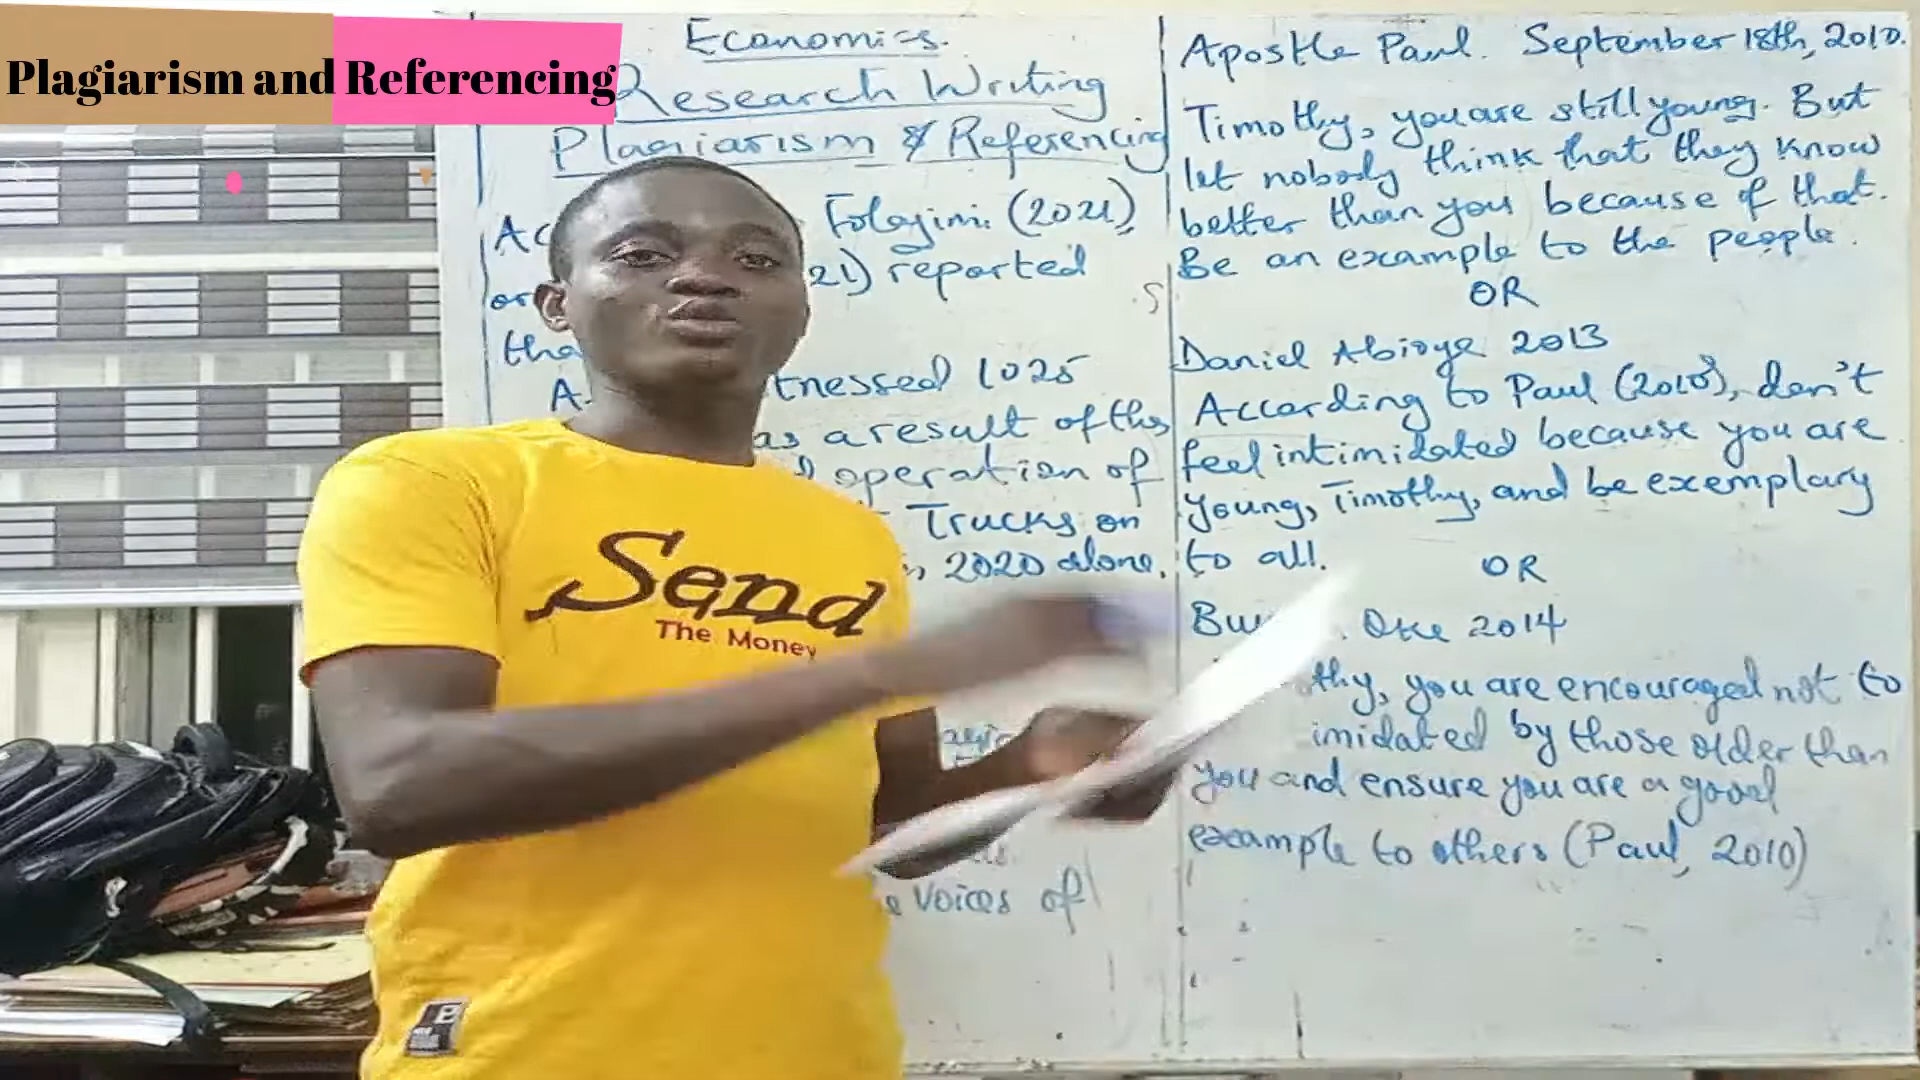 Plagiarism and Referencing
Economics.
Research Writing
Plagiarism & Referencing
Folajimi (2021),
21) reported
tnessed 1025
as a result of the
operation of
Trucks on
2020 alone.
Voices of
Apostle Paul. September 18th, 2010.
Timothy, you are still young. But
let nobody think that they know
better than you because of that.
Be an example to the people.
OR
Daniel Abioye 2013
According to Paul (2010), don't
feel intimidated because you are
young, Timothy, and be exemplary
to all.
OR
Oke 2014
thy, you are encouraged not to
imidated by those older than
you and ensure you are a good
example to others (Paul, 2010)
Send
The Money